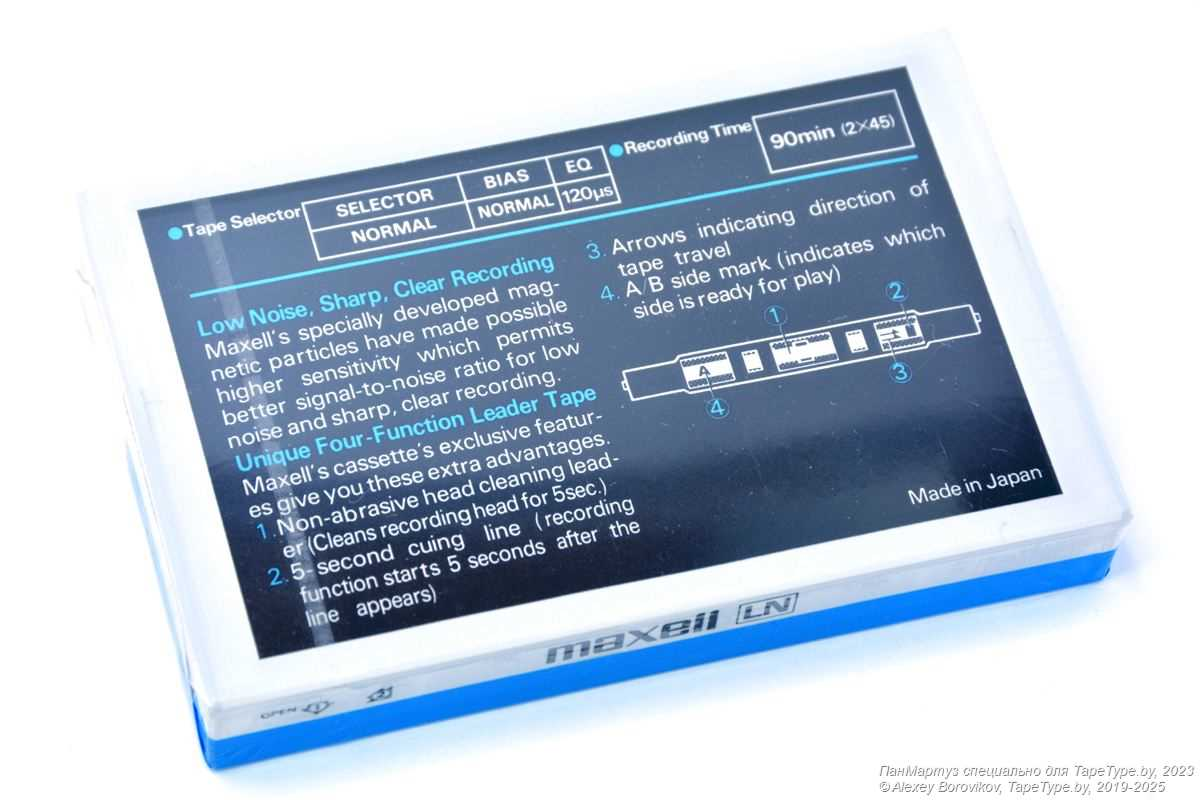 ●Tape Selector
SELECTOR BIAS EQ
NORMAL NORMAL 120μs
●Recording Time 90min (2×45)
Low Noise, Sharp, Clear Recording
Maxell's specially developed mag-
netic particles have made possible
higher sensitivity which permits
better signal-to-noise ratio for low
noise and sharp, clear recording.
Unique Four-Function Leader Tape
Maxell's cassette's exclusive featur-
es give you these extra advantages.
1. Non-abrasive head cleaning lead-
er (Cleans recording head for 5sec.)
2. 5-second cuing line (recording
function starts 5 seconds after the
line appears)
3. Arrows indicating direction of
tape travel
4. A/B side mark (indicates which
side is ready for play)
① ②
A
④ ③
Made in Japan
maxell LN
OPEN 1 2
ПанМартуз специально для TapeType.by, 2023
© Alexey Borovikov, TapeType.by, 2019-2025